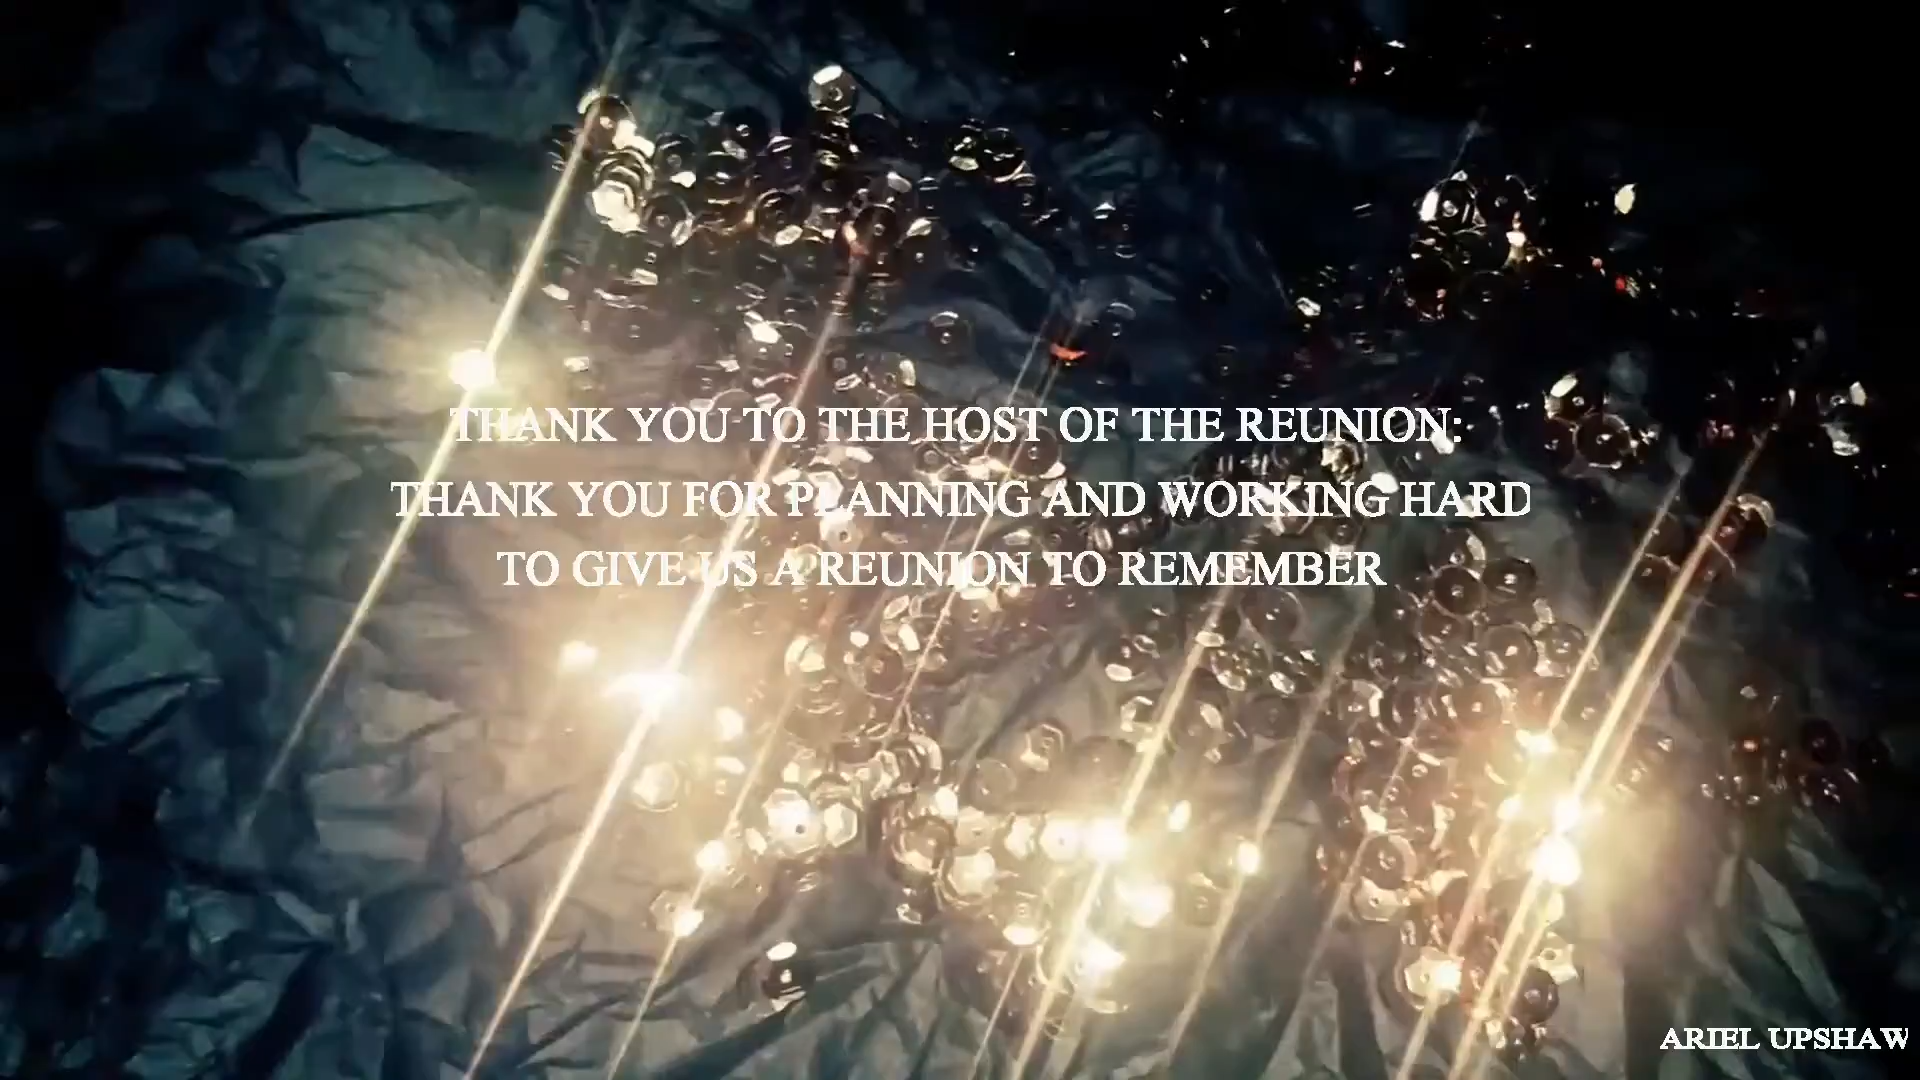 THANK YOU TO THE HOST OF THE REUNION:
THANK YOU FOR PLANNING AND WORKING HARD
TO GIVE US A REUNION TO REMEMBER
ARIEL UPSHAW